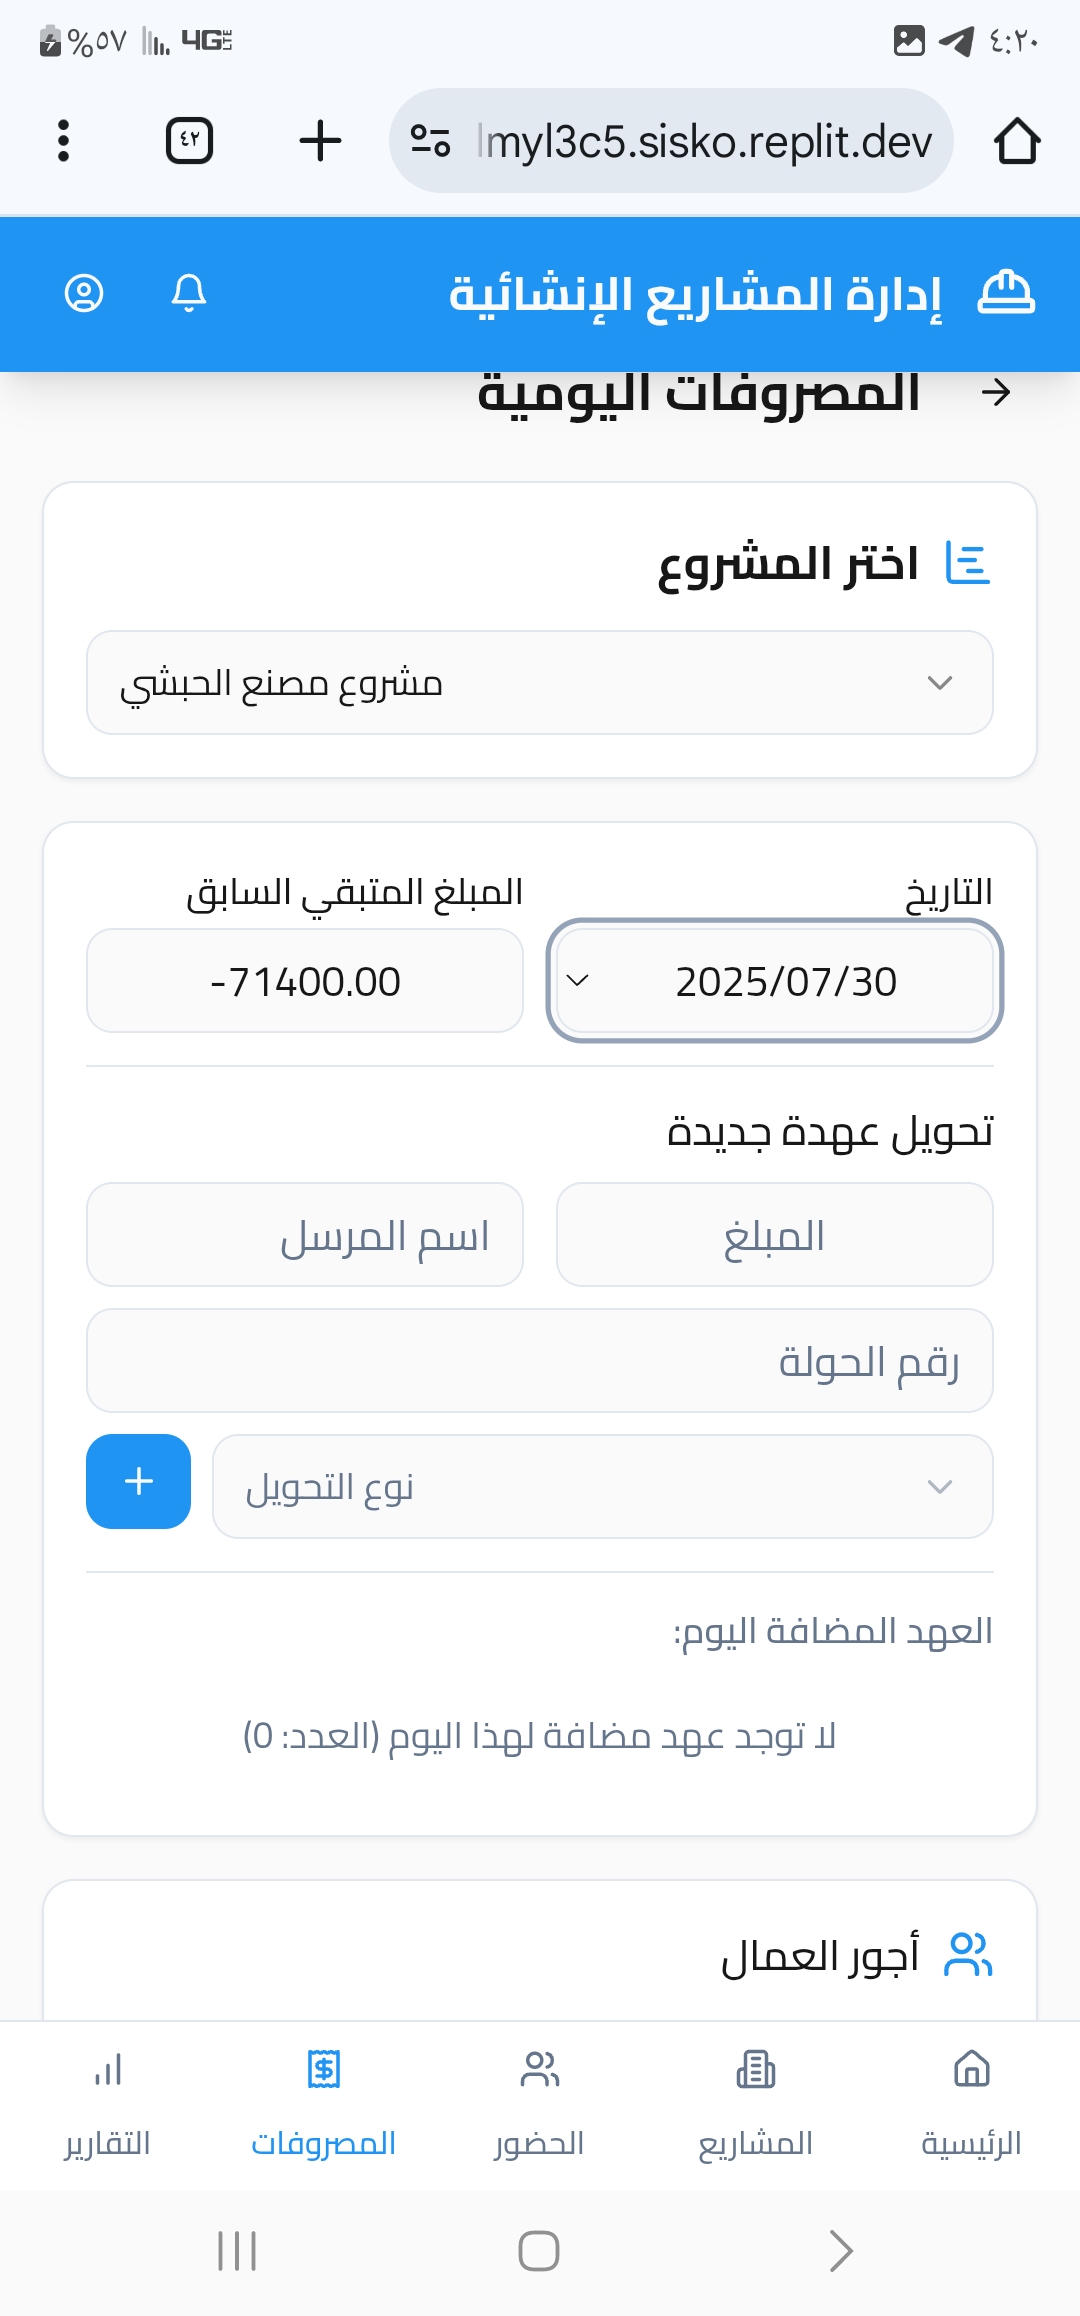 ٤:٢٠ 4G LTE ٥٧%
lmyl3c5.sisko.replit.dev ٤٢
إدارة المشاريع الإنشائية
المصروفات اليومية
اختر المشروع
مشروع مصنع الحبشي
التاريخ المبلغ المتبقي السابق
2025/07/30 -71400.00
تحويل عهدة جديدة
المبلغ اسم المرسل
رقم الحولة
نوع التحويل
العهد المضافة اليوم:
لا توجد عهد مضافة لهذا اليوم (العدد: 0)
أجور العمال
الرئيسية المشاريع الحضور المصروفات التقارير